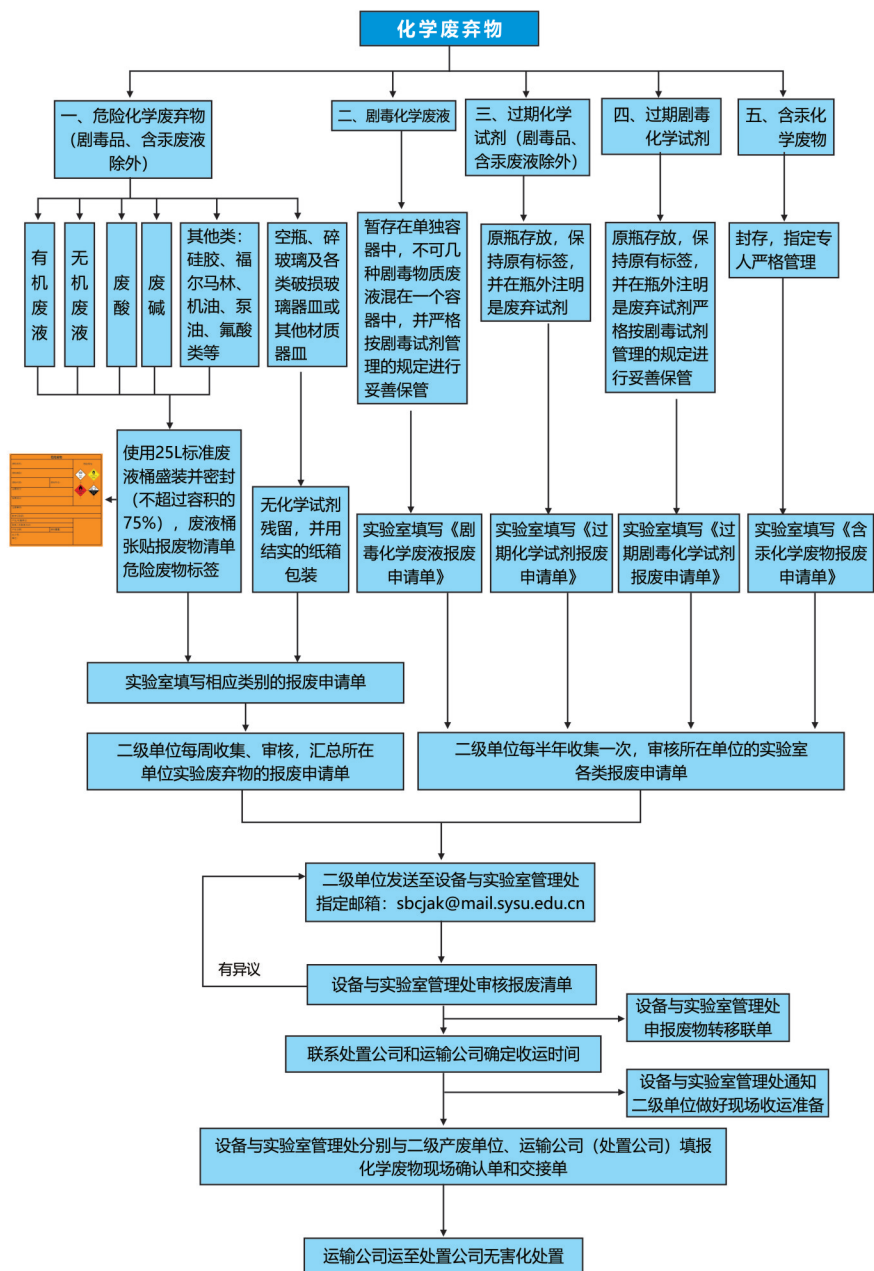 化学废弃物
一、危险化学废弃物
（剧毒品、含汞废液
除外）
二、剧毒化学废液
三、过期化学
试剂（剧毒品、
含汞废液除外）
四、过期剧毒
化学试剂
五、含汞化
学废物
有机废液
无机废液
废酸
废碱
其他类：
硅胶、福
尔马林、
机油、泵
油、氟酸
类等
空瓶、碎
玻璃及各
类破损玻
璃器皿或
其他材质
器皿
暂存在单独容
器中，不可几
种剧毒物质废
液混在一个容
器中，并严格
按剧毒试剂管
理的规定进行
妥善保管
原瓶存放，保
持原有标签，
并在瓶外注明
是废弃试剂
原瓶存放，保
持原有标签，
并在瓶外注明
是废弃试剂严
格按剧毒试剂
管理的规定进
行妥善保管
封存，指定专
人严格管理
使用25L标准废
液桶盛装并密封
（不超过容积的
75%），废液桶
张贴报废物清单
危险废物标签
无化学试剂
残留，并用
结实的纸箱
包装
实验室填写《剧
毒化学废液报废
申请单》
实验室填写《过
期化学试剂报废
申请单》
实验室填写《过
期剧毒化学试剂
报废申请单》
实验室填写《含
汞化学废物报废
申请单》
实验室填写相应类别的报废申请单
二级单位每周收集、审核，汇总所在
单位实验废弃物的报废申请单
二级单位每半年收集一次，审核所在单位的实验室
各类报废申请单
二级单位发送至设备与实验室管理处
指定邮箱：sbcjak@mail.sysu.edu.cn
有异议
设备与实验室管理处审核报废清单
设备与实验室管理处
申报废物转移联单
联系处置公司和运输公司确定收运时间
设备与实验室管理处通知
二级单位做好现场收运准备
设备与实验室管理处分别与二级产废单位、运输公司（处置公司）填报
化学废物现场确认单和交接单
运输公司运至处置公司无害化处置